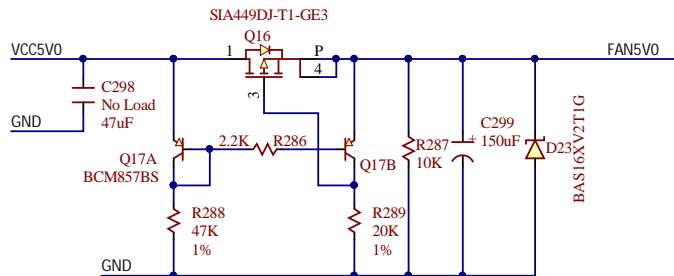 SIA449DJ-T1-GE3
VCC5V0
1
Q16
P
4
3
FAN5V0
C298
No Load
47uF
GND
2.2K
R286
Q17A
BCM857BS
Q17B
R287
10K
C299
+ 150uF
D23
BAS16XV2T1G
R288
47K
1%
R289
20K
1%
GND